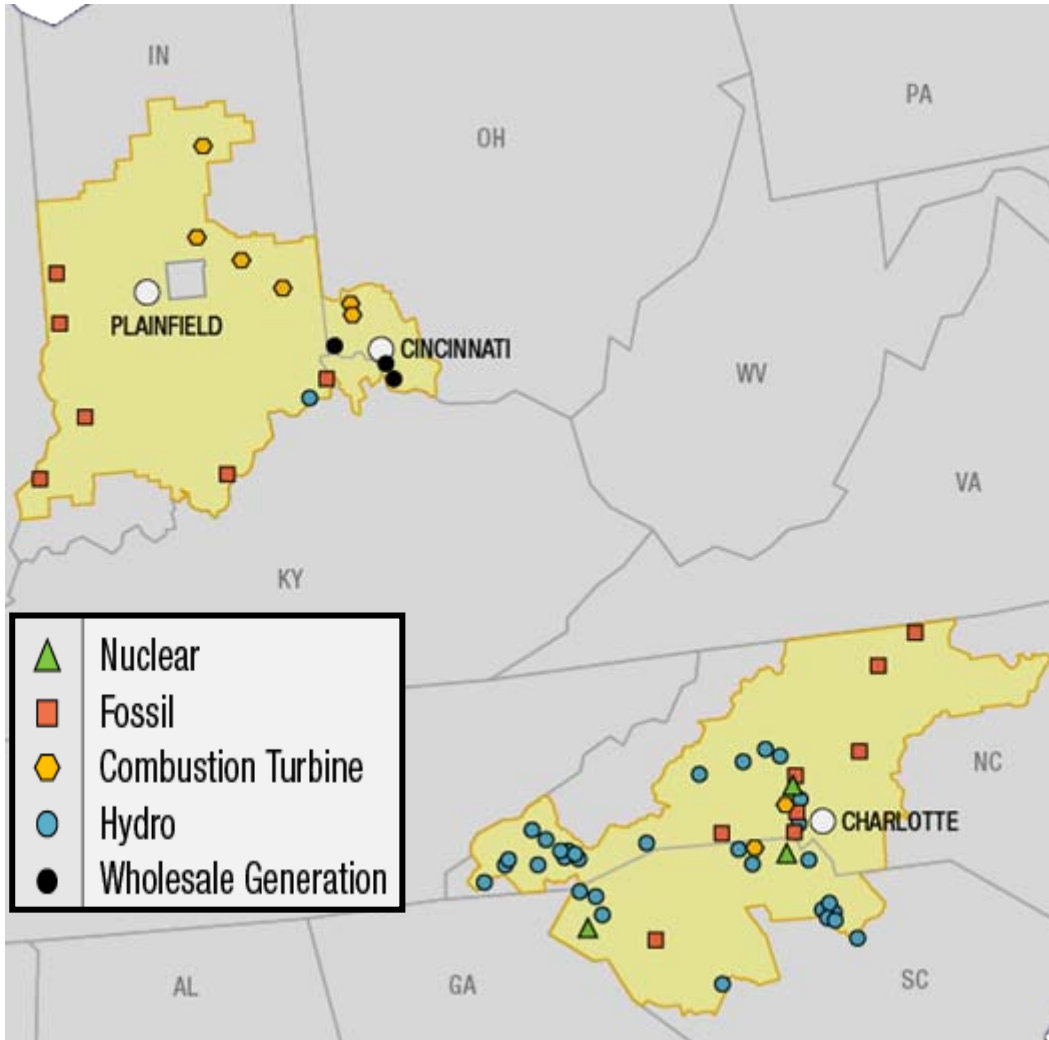 IN
PA
OH
PLAINFIELD
CINCINNATI
WV
VA
KY
Nuclear
Fossil
Combustion Turbine
Hydro
Wholesale Generation
NC
CHARLOTTE
AL
GA
SC